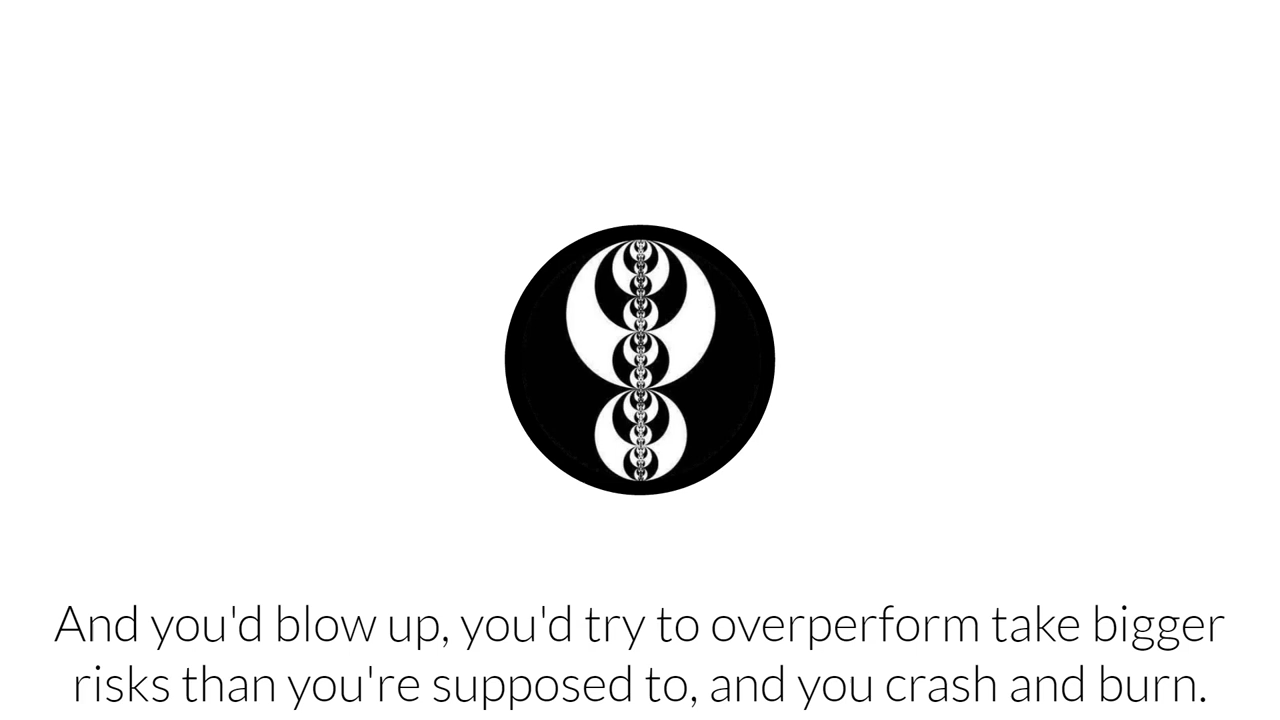 And you'd blow up, you'd try to overperform take bigger
risks than you're supposed to, and you crash and burn.